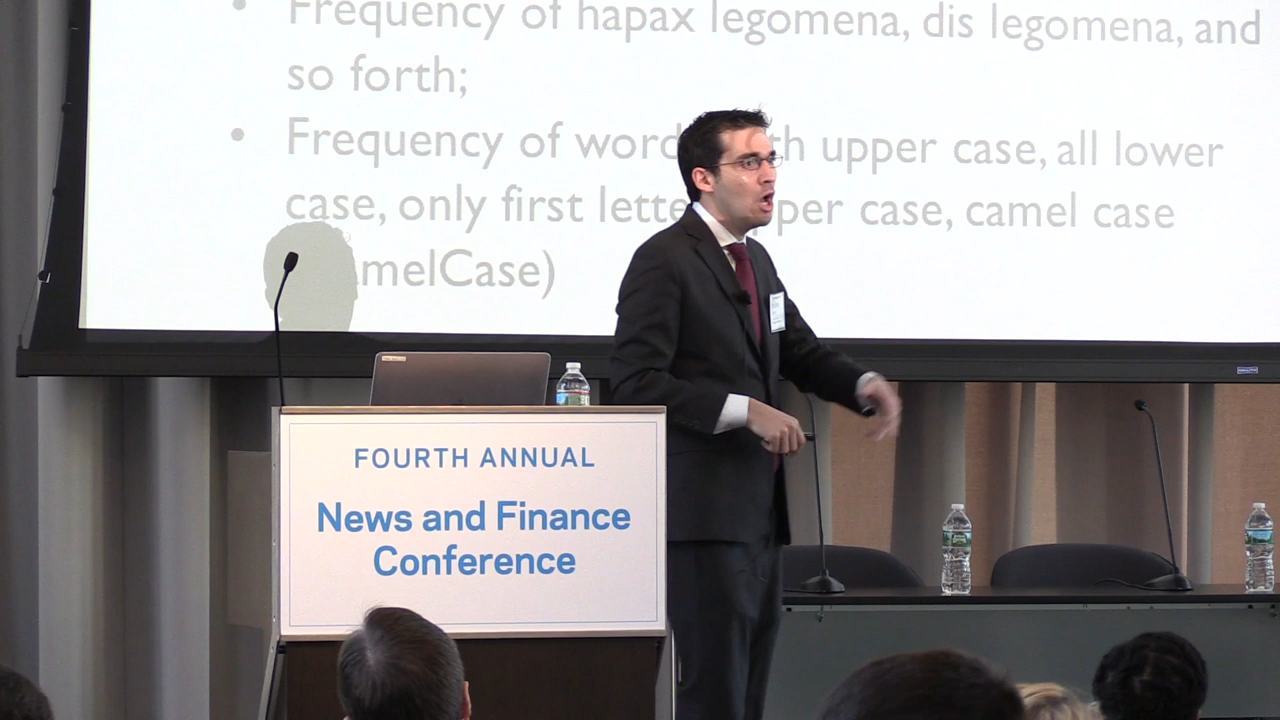 • Frequency of hapax legomena, dis legomena, and
so forth;
• Frequency of word th upper case, all lower
case, only first lette pper case, camel case
melCase)
FOURTH ANNUAL
News and Finance
Conference